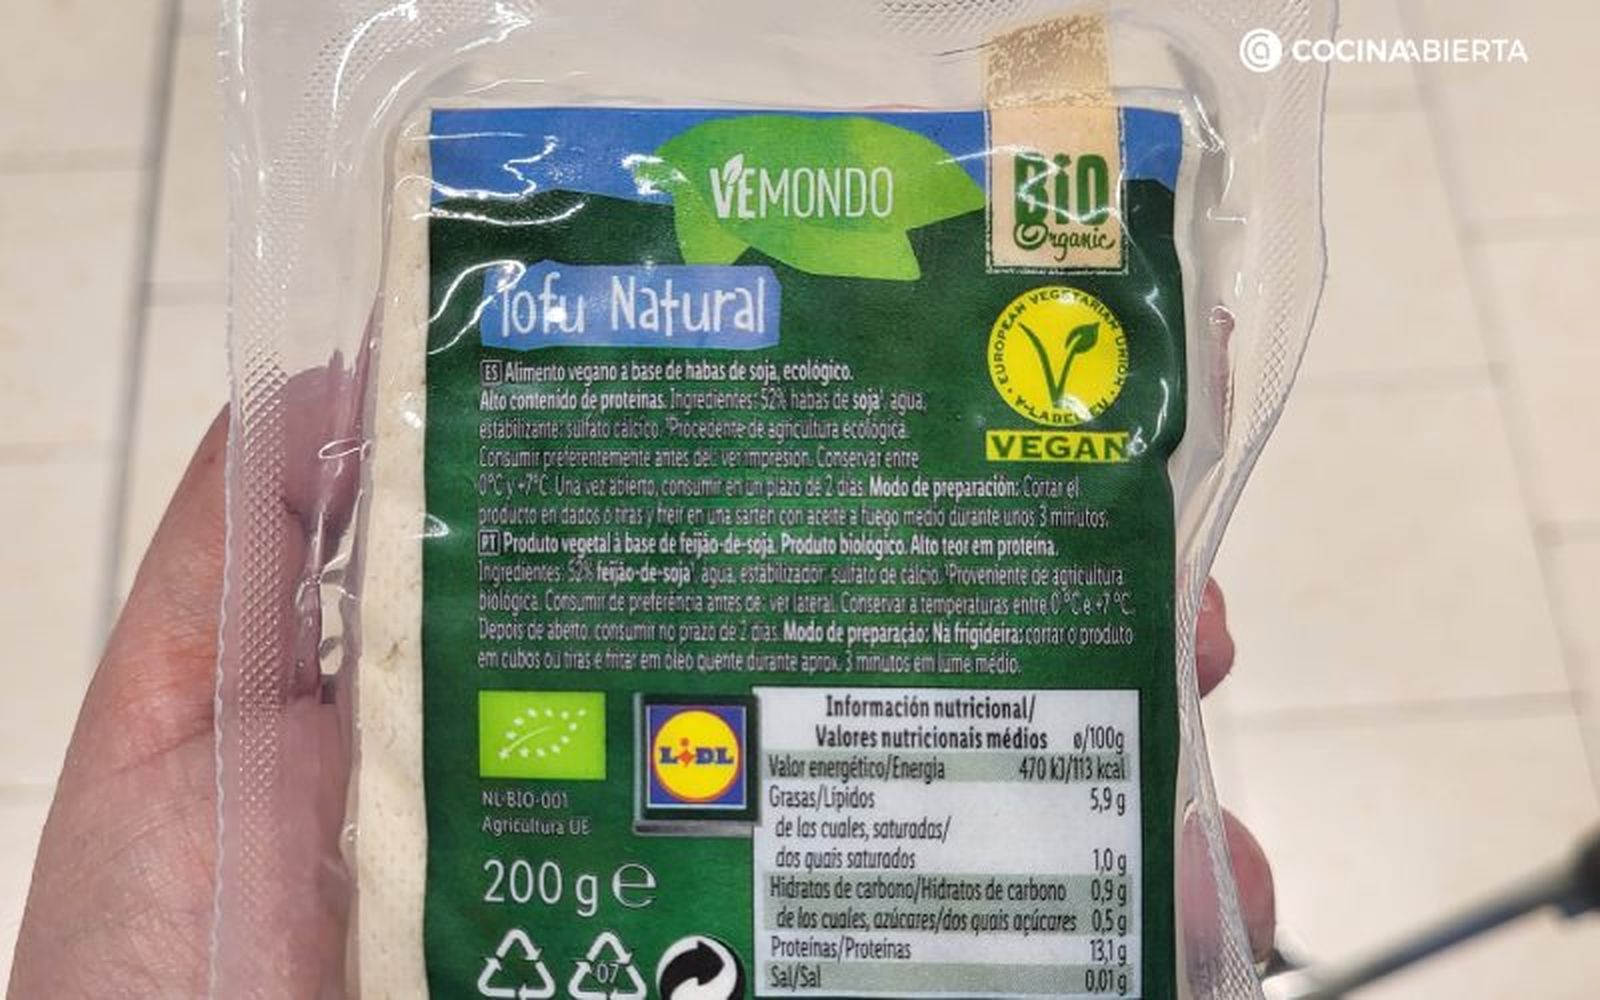 COCINA ABIERTA
VEMONDO
BiO
Organic
Tofu Natural
EUROPEAN VEGETARIAN UNION
V-LABEL.EU
VEGAN
ES Alimento vegano a base de habas de soja, ecológico.
Alto contenido de proteínas. Ingredientes: 52% habas de soja¹, agua,
estabilizante: sulfato cálcico. ¹Procedente de agricultura ecológica.
Consumir preferentemente antes del: ver impresión. Conservar entre
0°C y +7°C. Una vez abierto, consumir en un plazo de 2 días. Modo de preparación: Cortar el
producto en dados o tiras y freír en una sartén con aceite a fuego medio durante unos 3 minutos.
PT Produto vegetal à base de feijão-de-soja. Produto biológico. Alto teor em proteína.
Ingredientes: 52% feijão-de-soja¹, água, estabilizador: sulfato de cálcio. ¹Proveniente de agricultura
biológica. Consumir de preferência antes de: ver lateral. Conservar a temperaturas entre 0 °C e +7 °C.
Depois de aberto, consumir no prazo de 2 dias. Modo de preparação: Na frigideira: cortar o produto
em cubos ou tiras e fritar em óleo quente durante aprox. 3 minutos em lume médio.
NL-BIO-001
Agricultura UE
LiDL
200 g ℮
07
Información nutricional/
Valores nutricionais médios ø/100g
Valor energético/Energia 470 kJ/113 kcal
Grasas/Lípidos 5,9 g
de las cuales, saturadas/
dos quais saturados 1,0 g
Hidratos de carbono/Hidratos de carbono 0,9 g
de los cuales, azúcares/dos quais açúcares 0,5 g
Proteínas/Proteínas 13,1 g
Sal/Sal 0,01 g